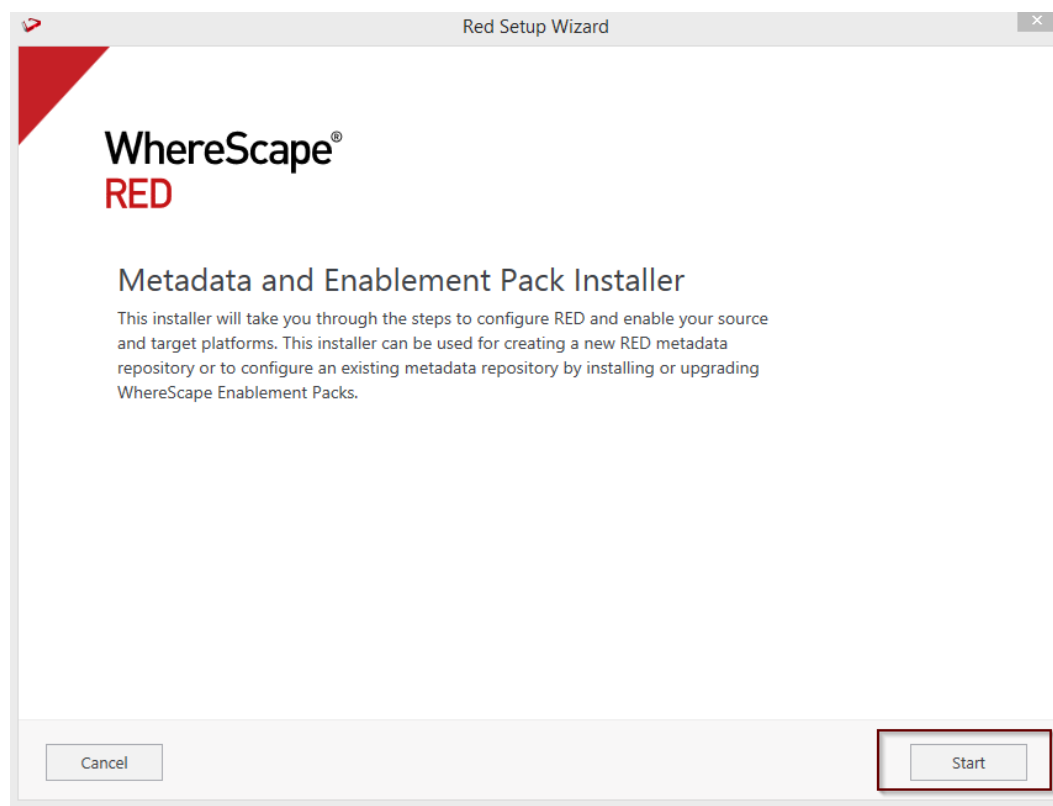 Red Setup Wizard
WhereScape®
RED
Metadata and Enablement Pack Installer
This installer will take you through the steps to configure RED and enable your source
and target platforms. This installer can be used for creating a new RED metadata
repository or to configure an existing metadata repository by installing or upgrading
WhereScape Enablement Packs.
Cancel
Start